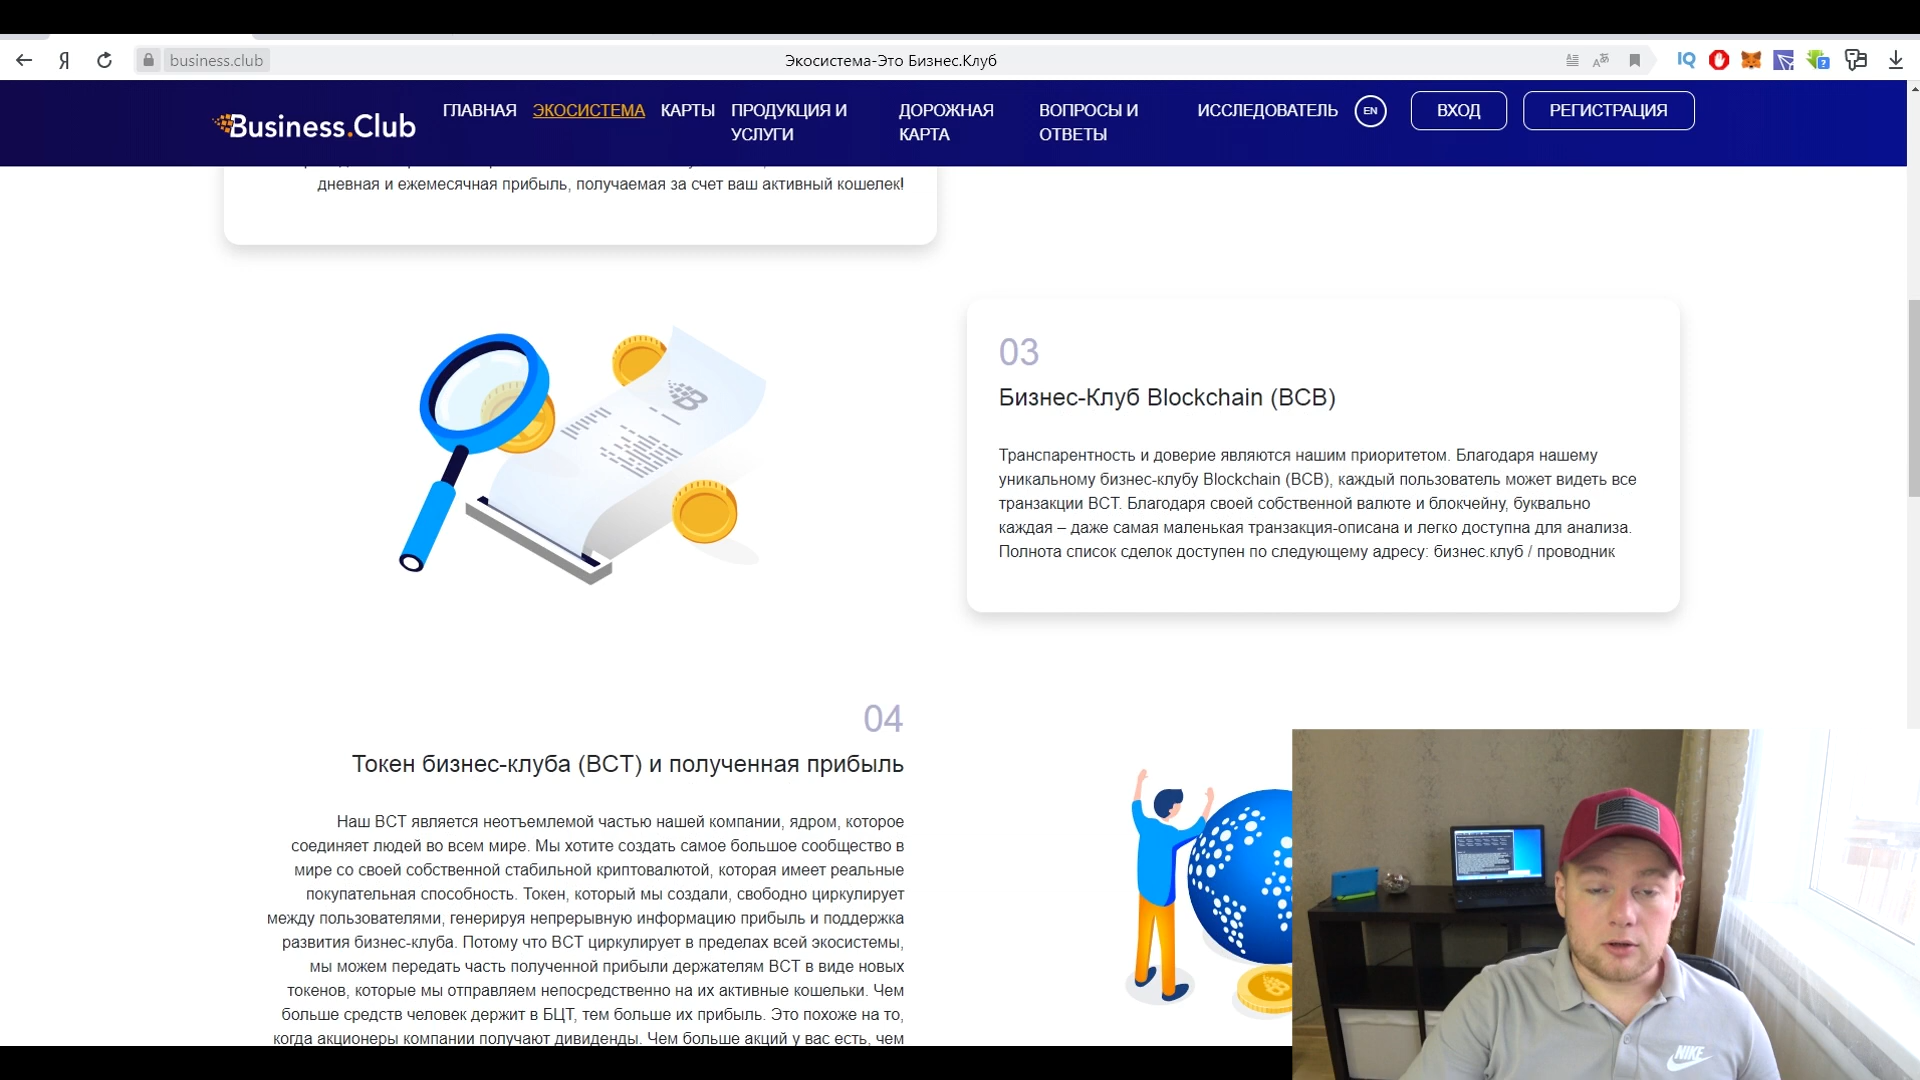 business.club
Экосистема-Это Бизнес.Клуб
Business.Club
ГЛАВНАЯ
ЭКОСИСТЕМА
КАРТЫ
ПРОДУКЦИЯ И
УСЛУГИ
ДОРОЖНАЯ
КАРТА
ВОПРОСЫ И
ОТВЕТЫ
ИССЛЕДОВАТЕЛЬ
EN
ВХОД
РЕГИСТРАЦИЯ
дневная и ежемесячная прибыль, получаемая за счет ваш активный кошелек!
03
Бизнес-Клуб Blockchain (BCB)
Транспарентность и доверие являются нашим приоритетом. Благодаря нашему
уникальному бизнес-клубу Blockchain (BCB), каждый пользователь может видеть все
транзакции BCT. Благодаря своей собственной валюте и блокчейну, буквально
каждая – даже самая маленькая транзакция-описана и легко доступна для анализа.
Полнота список сделок доступен по следующему адресу: бизнес.клуб / проводник
04
Токен бизнес-клуба (BCT) и полученная прибыль
Наш BCT является неотъемлемой частью нашей компании, ядром, которое
соединяет людей во всем мире. Мы хотите создать самое большое сообщество в
мире со своей собственной стабильной криптовалютой, которая имеет реальные
покупательная способность. Токен, который мы создали, свободно циркулирует
между пользователями, генерируя непрерывную информацию прибыль и поддержка
развития бизнес-клуба. Потому что BCT циркулирует в пределах всей экосистемы,
мы можем передать часть полученной прибыли держателям BCT в виде новых
токенов, которые мы отправляем непосредственно на их активные кошельки. Чем
больше средств человек держит в БЦТ, тем больше их прибыль. Это похоже на то,
когда акционеры компании получают дивиденды. Чем больше акций у вас есть, чем
NIKE